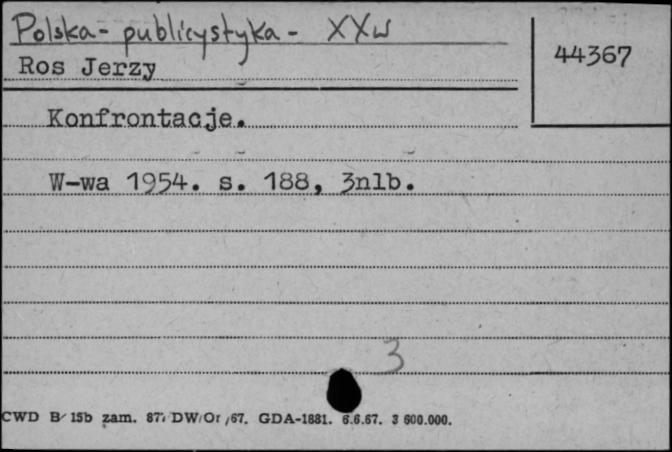 Polska - publicystyka - XXw
44367
Ros Jerzy
Konfrontacje.
W-wa 1954. s. 188, 3nlb.
3
CWD B/ 15b zam. 87/ DW/Or/67. GDA-1881. 6.6.67. 3 600.000.